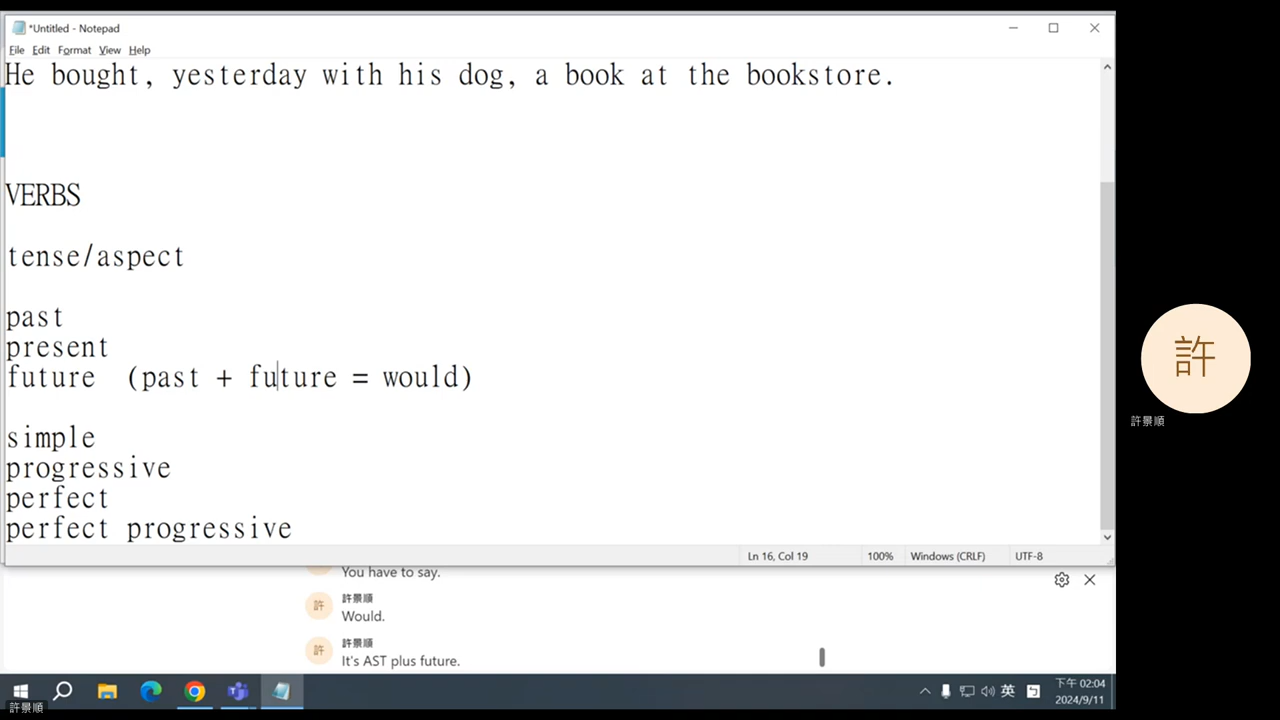 *Untitled - Notepad
File Edit Format View Help
He bought, yesterday with his dog, a book at the bookstore.
VERBS
tense/aspect
past
present
future (past + future = would)
simple
progressive
perfect
perfect progressive
Ln 16, Col 19 100% Windows (CRLF) UTF-8
You have to say.
許 許景順
Would.
許 許景順
It's AST plus future.
許
許景順
英 下午 02:04
2024/9/11
許景順